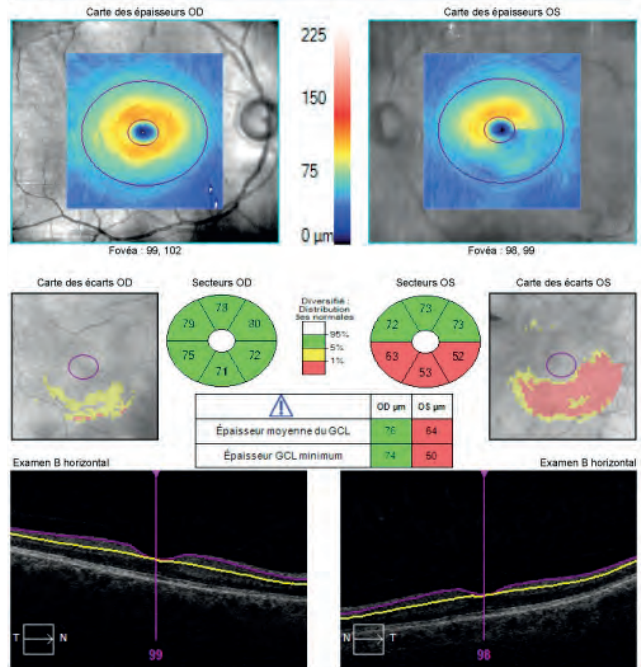 Carte des épaisseurs OD
Carte des épaisseurs OS
225
150
75
0 µm
Fovéa : 99, 102
Fovéa : 98, 99
Carte des écarts OD
Secteurs OD
Secteurs OS
Carte des écarts OS
Diversifié :
Distribution
des normales
95%
5%
1%
78
79
80
75
72
71
73
72
73
63
52
53
OD µm
OS µm
Épaisseur moyenne du GCL
76
64
Épaisseur GCL minimum
74
50
Examen B horizontal
Examen B horizontal
T
N
99
N
T
98